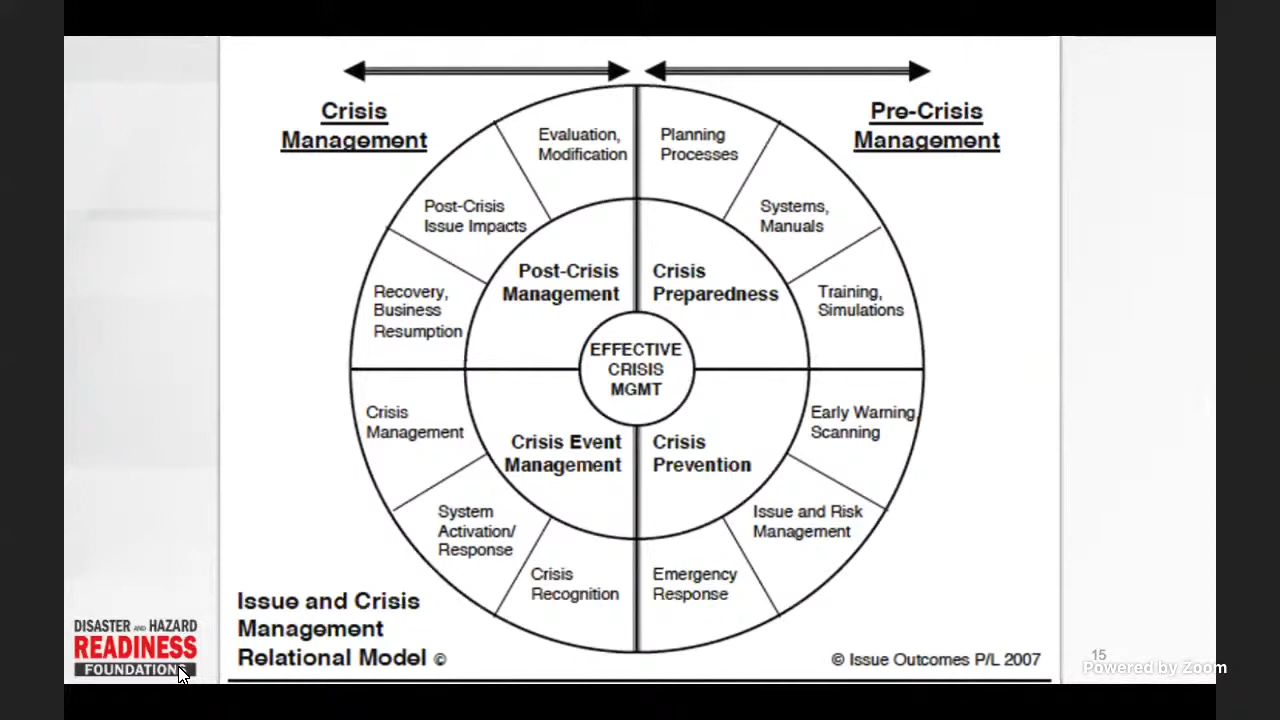 Crisis
Management
Pre-Crisis
Management
Evaluation,
Modification
Planning
Processes
Post-Crisis
Issue Impacts
Systems,
Manuals
Post-Crisis
Management
Crisis
Preparedness
Recovery,
Business
Resumption
Training,
Simulations
EFFECTIVE
CRISIS
MGMT
Crisis
Management
Early Warning,
Scanning
Crisis Event
Management
Crisis
Prevention
System
Activation/
Response
Issue and Risk
Management
Crisis
Recognition
Emergency
Response
Issue and Crisis
Management
Relational Model ©
© Issue Outcomes P/L 2007
DISASTER AND HAZARD
READINESS
FOUNDATIONS
15
Powered by Zoom